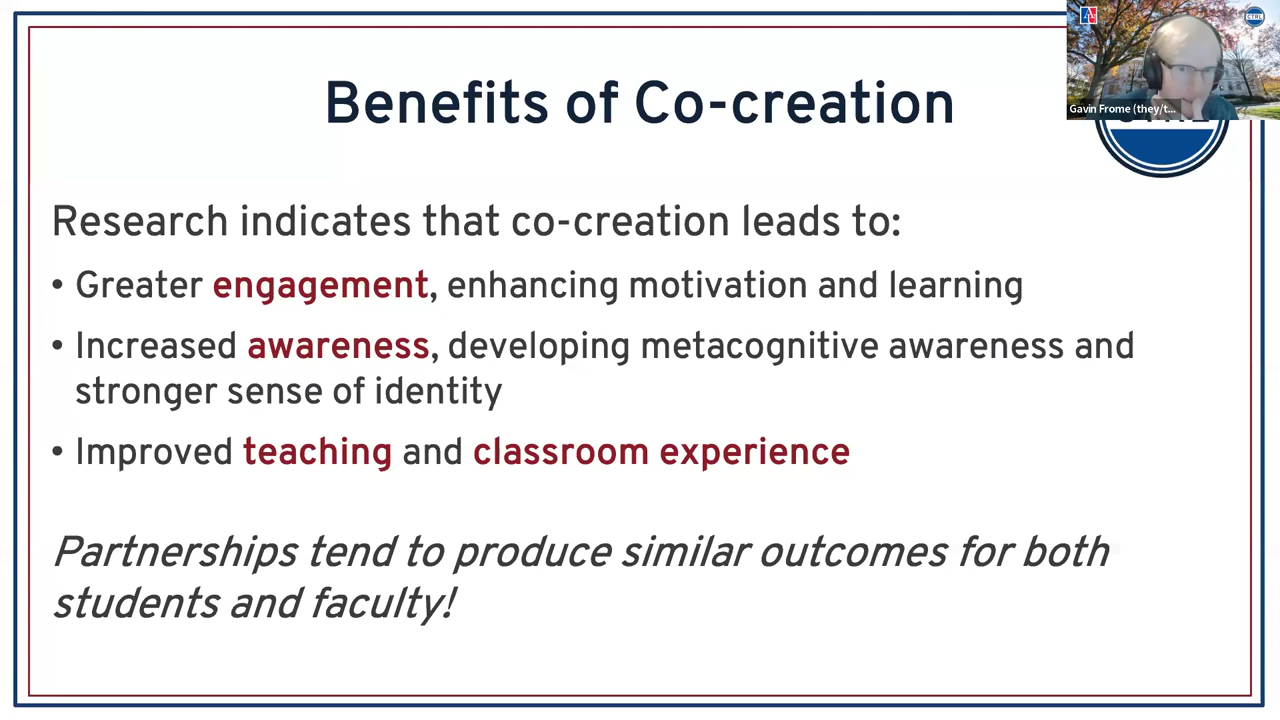 Benefits of Co-creation
Gavin Frome (they/t...
CTRL
Research indicates that co-creation leads to:
• Greater engagement, enhancing motivation and learning
• Increased awareness, developing metacognitive awareness and
stronger sense of identity
• Improved teaching and classroom experience
Partnerships tend to produce similar outcomes for both
students and faculty!